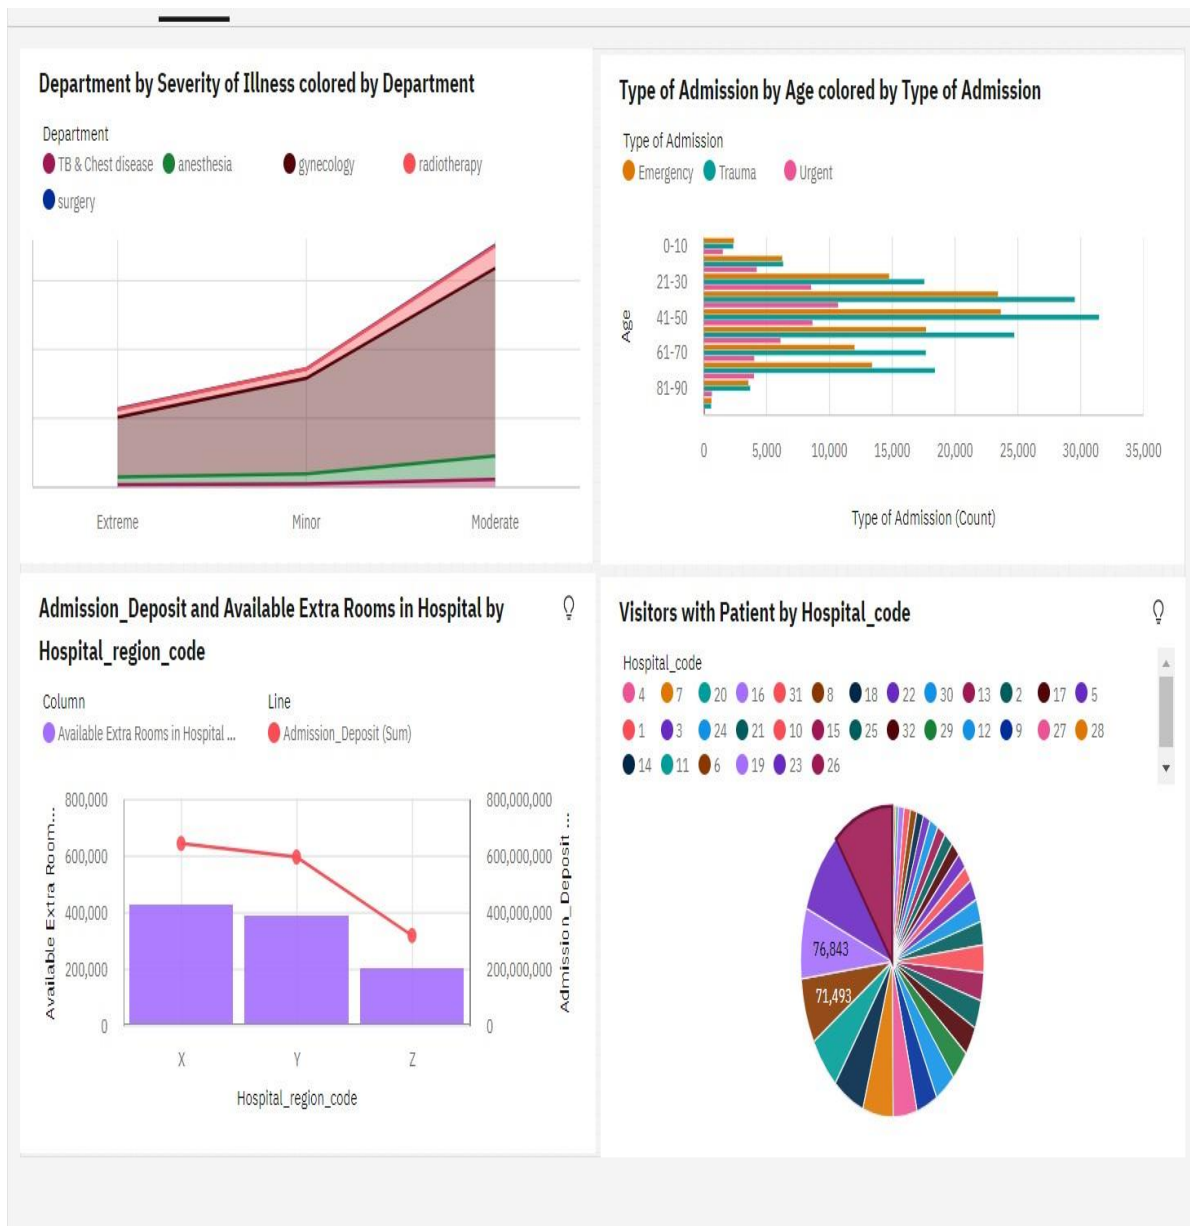 Department by Severity of Illness colored by Department
Department
TB & Chest disease anesthesia gynecology radiotherapy
surgery
Extreme Minor Moderate
Type of Admission by Age colored by Type of Admission
Type of Admission
Emergency Trauma Urgent
Age
0-10
21-30
41-50
61-70
81-90
0 5,000 10,000 15,000 20,000 25,000 30,000 35,000
Type of Admission (Count)
Admission_Deposit and Available Extra Rooms in Hospital by
Hospital_region_code
Column Line
Available Extra Rooms in Hospital ... Admission_Deposit (Sum)
Available Extra Room...
800,000
600,000
400,000
200,000
0
800,000,000
600,000,000
400,000,000
200,000,000
0
Admission_Deposit ...
X Y Z
Hospital_region_code
Visitors with Patient by Hospital_code
Hospital_code
4 7 20 16 31 8 18 22 30 13 2 17 5
1 3 24 21 10 15 25 32 29 12 9 27 28
14 11 6 19 23 26
76,843
71,493